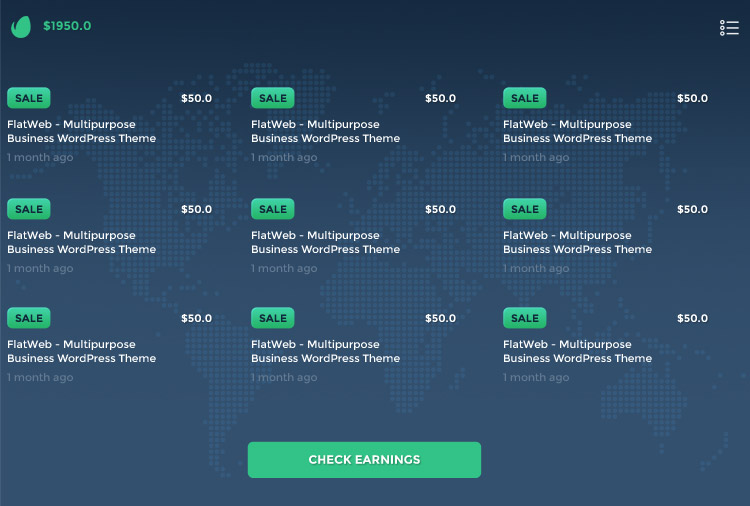 $1950.0
SALE $50.0
FlatWeb - Multipurpose
Business WordPress Theme
1 month ago
SALE $50.0
FlatWeb - Multipurpose
Business WordPress Theme
1 month ago
SALE $50.0
FlatWeb - Multipurpose
Business WordPress Theme
1 month ago
SALE $50.0
FlatWeb - Multipurpose
Business WordPress Theme
1 month ago
SALE $50.0
FlatWeb - Multipurpose
Business WordPress Theme
1 month ago
SALE $50.0
FlatWeb - Multipurpose
Business WordPress Theme
1 month ago
SALE $50.0
FlatWeb - Multipurpose
Business WordPress Theme
1 month ago
SALE $50.0
FlatWeb - Multipurpose
Business WordPress Theme
1 month ago
SALE $50.0
FlatWeb - Multipurpose
Business WordPress Theme
1 month ago
CHECK EARNINGS